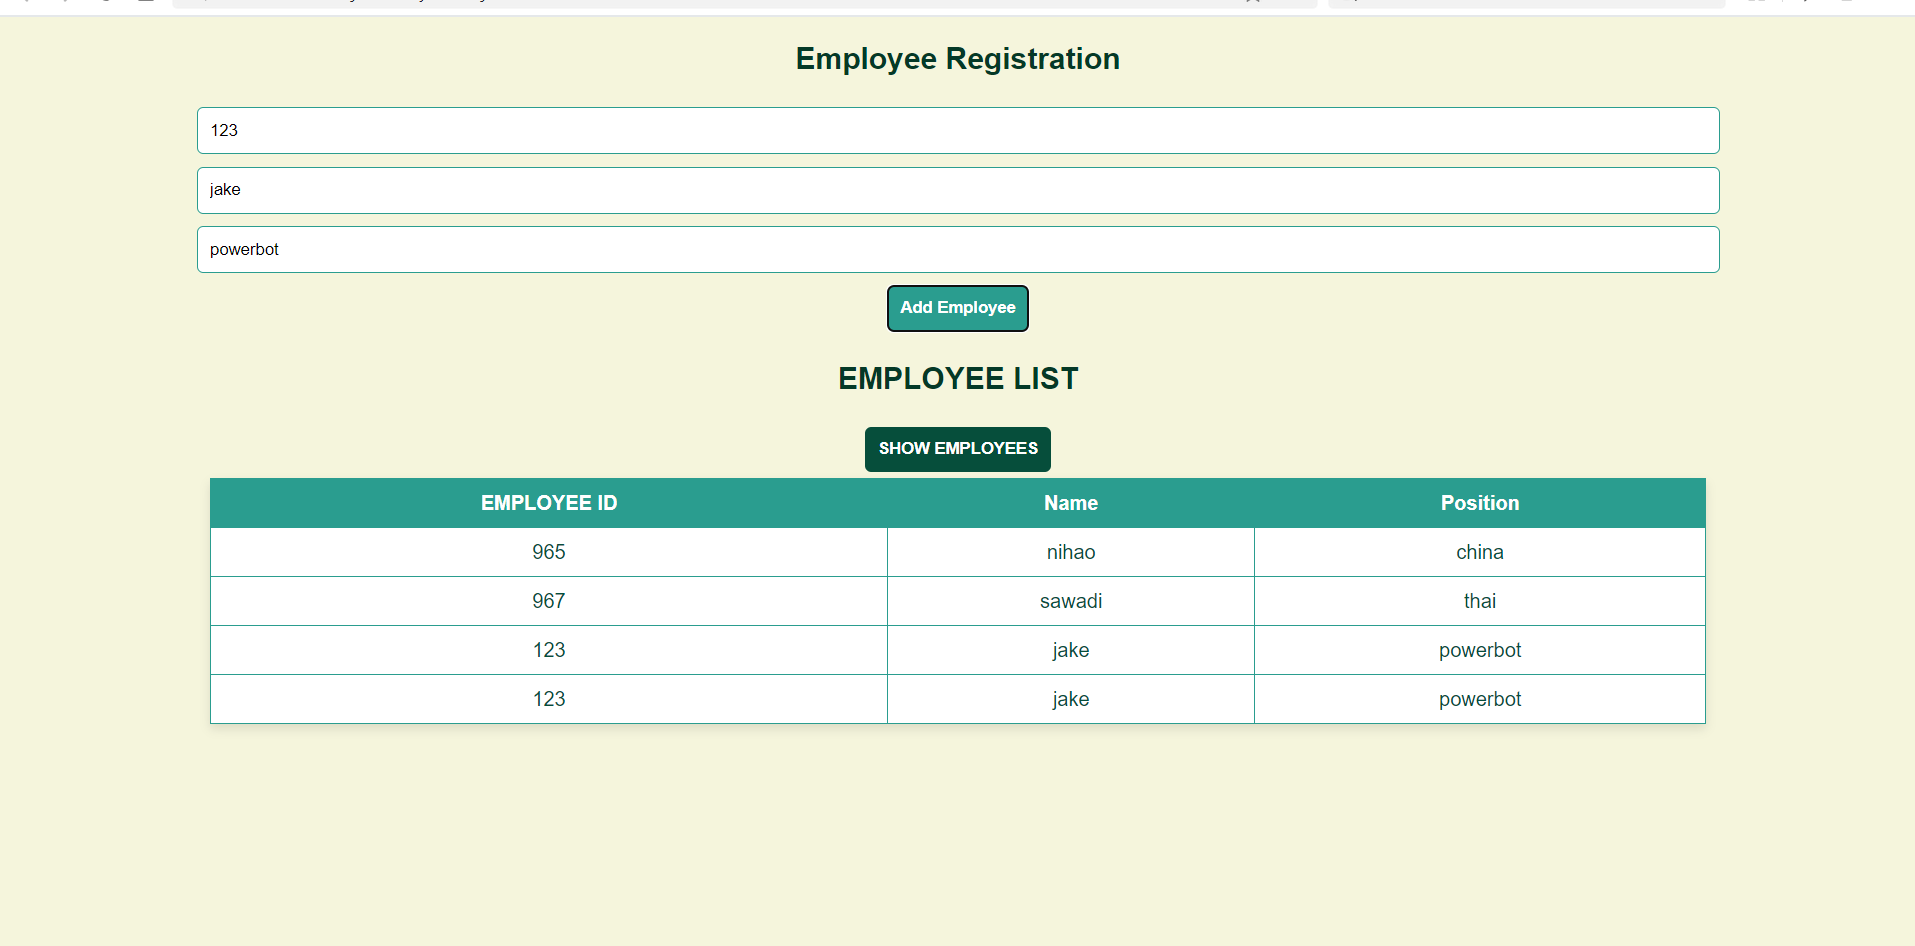 Employee Registration
123
jake
powerbot
Add Employee
EMPLOYEE LIST
SHOW EMPLOYEES
EMPLOYEE ID Name Position
965 nihao china
967 sawadi thai
123 jake powerbot
123 jake powerbot